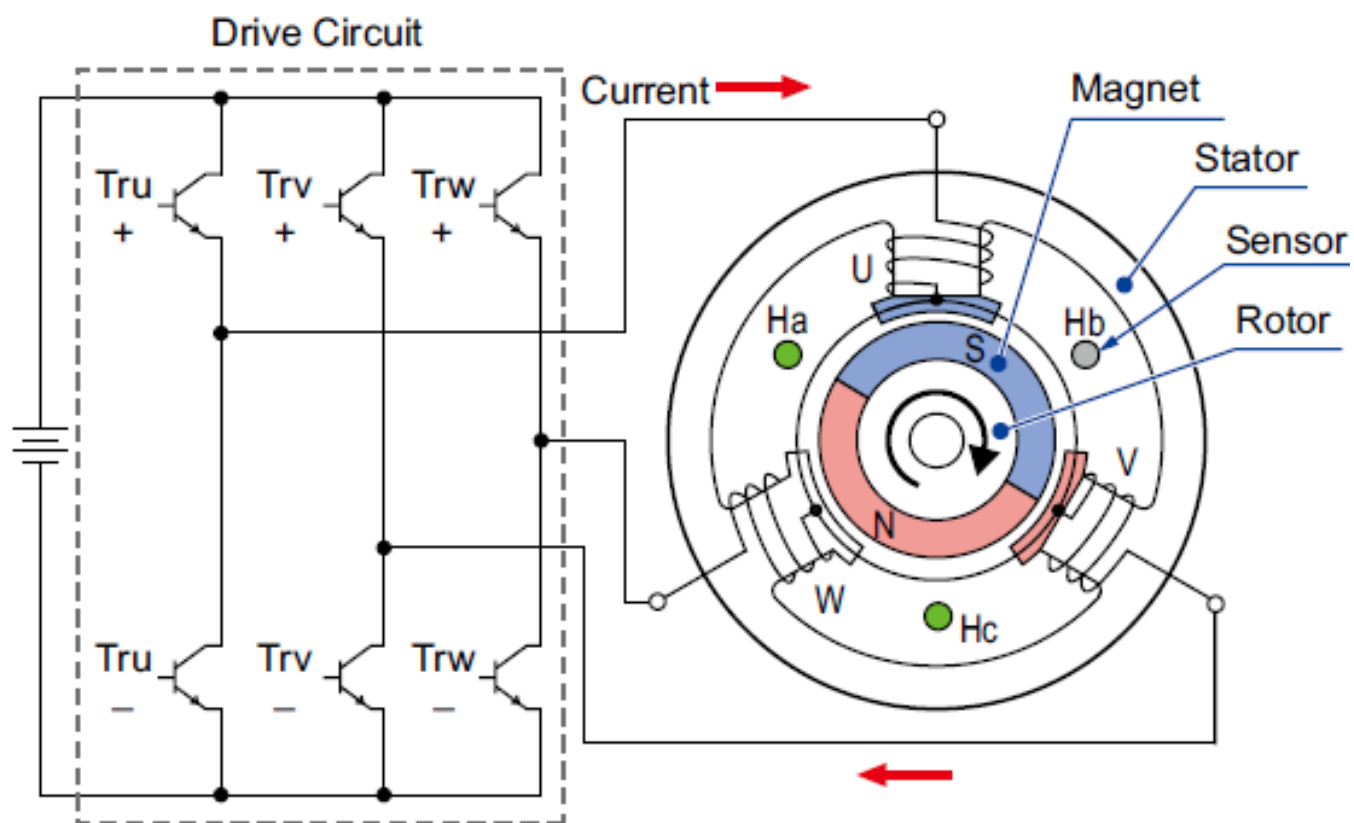 Drive Circuit
Current
Magnet
Stator
Sensor
Rotor
Tru
+
Trv
+
Trw
+
U
Ha
Hb
S
V
N
W
Hc
Tru
–
Trv
–
Trw
–